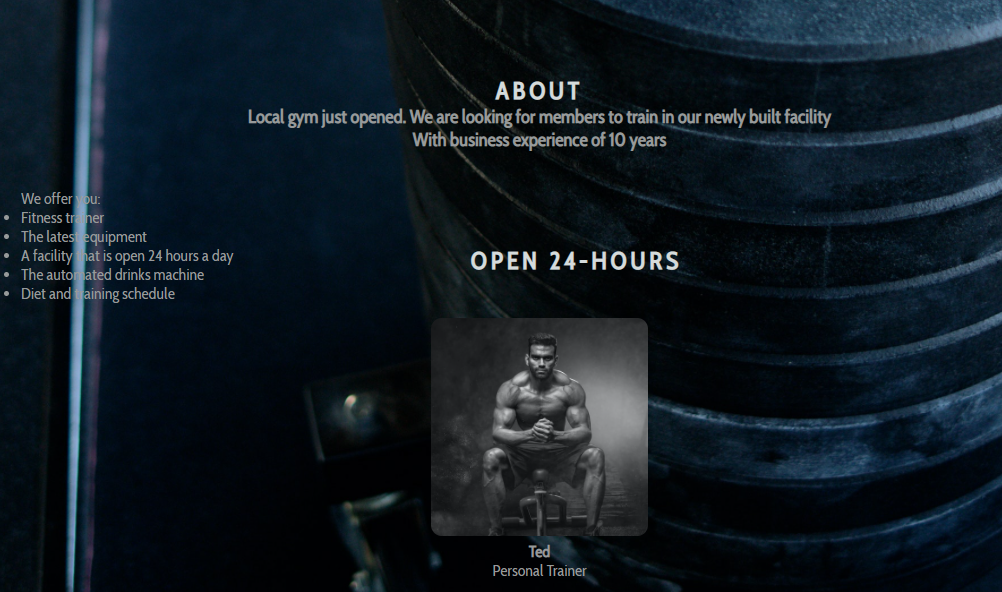 ABOUT
Local gym just opened. We are looking for members to train in our newly built facility
With business experience of 10 years
We offer you:
Fitness trainer
The latest equipment
A facility that is open 24 hours a day
The automated drinks machine
Diet and training schedule
OPEN 24-HOURS
Ted
Personal Trainer